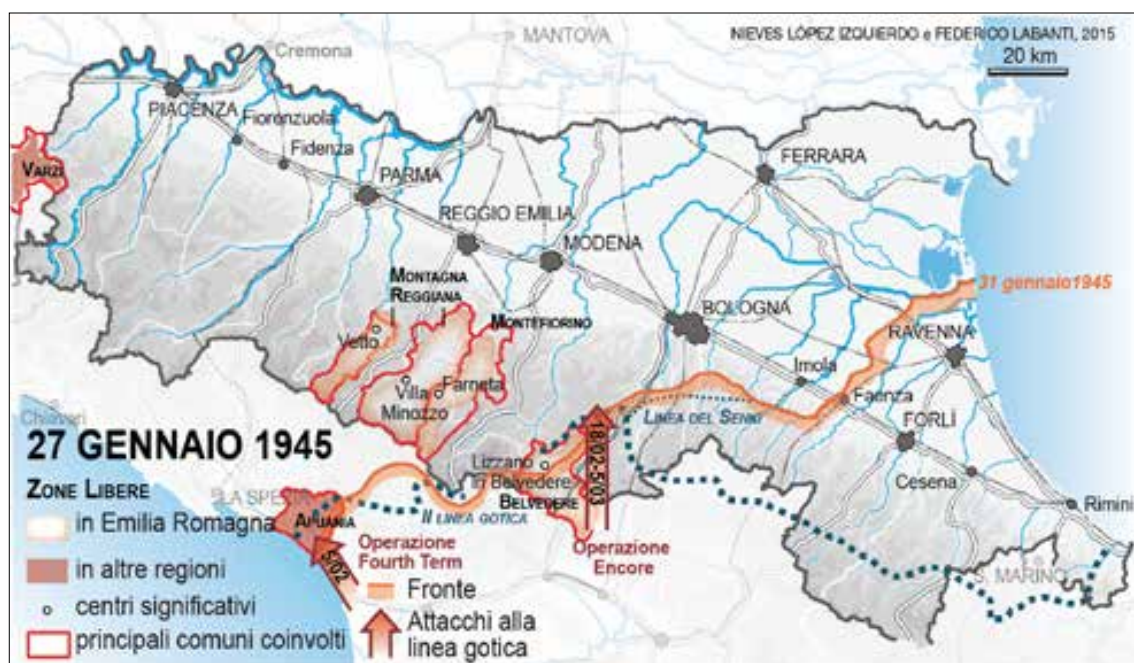 NIEVES LÓPEZ IZQUIERDO e FEDERICO LABANTI, 2015
20 km
Cremona
MANTOVA
PIACENZA
Fiorenzuola
Fidenza
VARZI
PARMA
FERRARA
REGGIO EMILIA
MODENA
MONTAGNA
REGGIANA
MONTEFIORINO
31 gennaio1945
BOLOGNA
RAVENNA
Vetto
Villa
Minozzo
Farneta
Imola
Faenza
LINEA DEL SENIO
FORLÌ
Chiavari
Lizzano
in Belvedere
BELVEDERE
18/02-5/03
Cesena
Rimini
LA SPEZIA
APUANIA
II LINEA GOTICA
5/02
Operazione
Fourth Term
Operazione
Encore
S. MARINO
27 GENNAIO 1945
ZONE LIBERE
in Emilia Romagna
in altre regioni
centri significativi
principali comuni coinvolti
Fronte
Attacchi alla
linea gotica